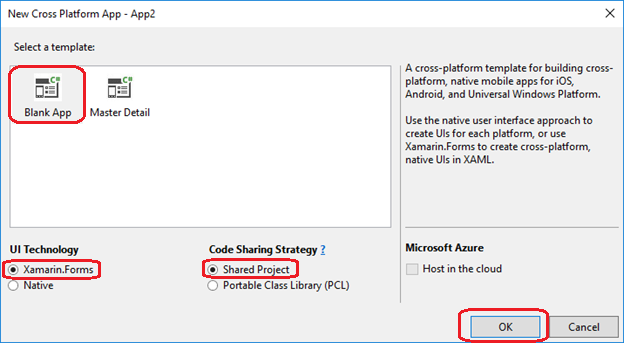 New Cross Platform App - App2
Select a template:
Blank App
Master Detail
A cross-platform template for building cross-
platform, native mobile apps for iOS,
Android, and Universal Windows Platform.
Use the native user interface approach to
create UIs for each platform, or use
Xamarin.Forms to create cross-platform,
native UIs in XAML.
UI Technology
Xamarin.Forms
Native
Code Sharing Strategy ?
Shared Project
Portable Class Library (PCL)
Microsoft Azure
Host in the cloud
OK
Cancel